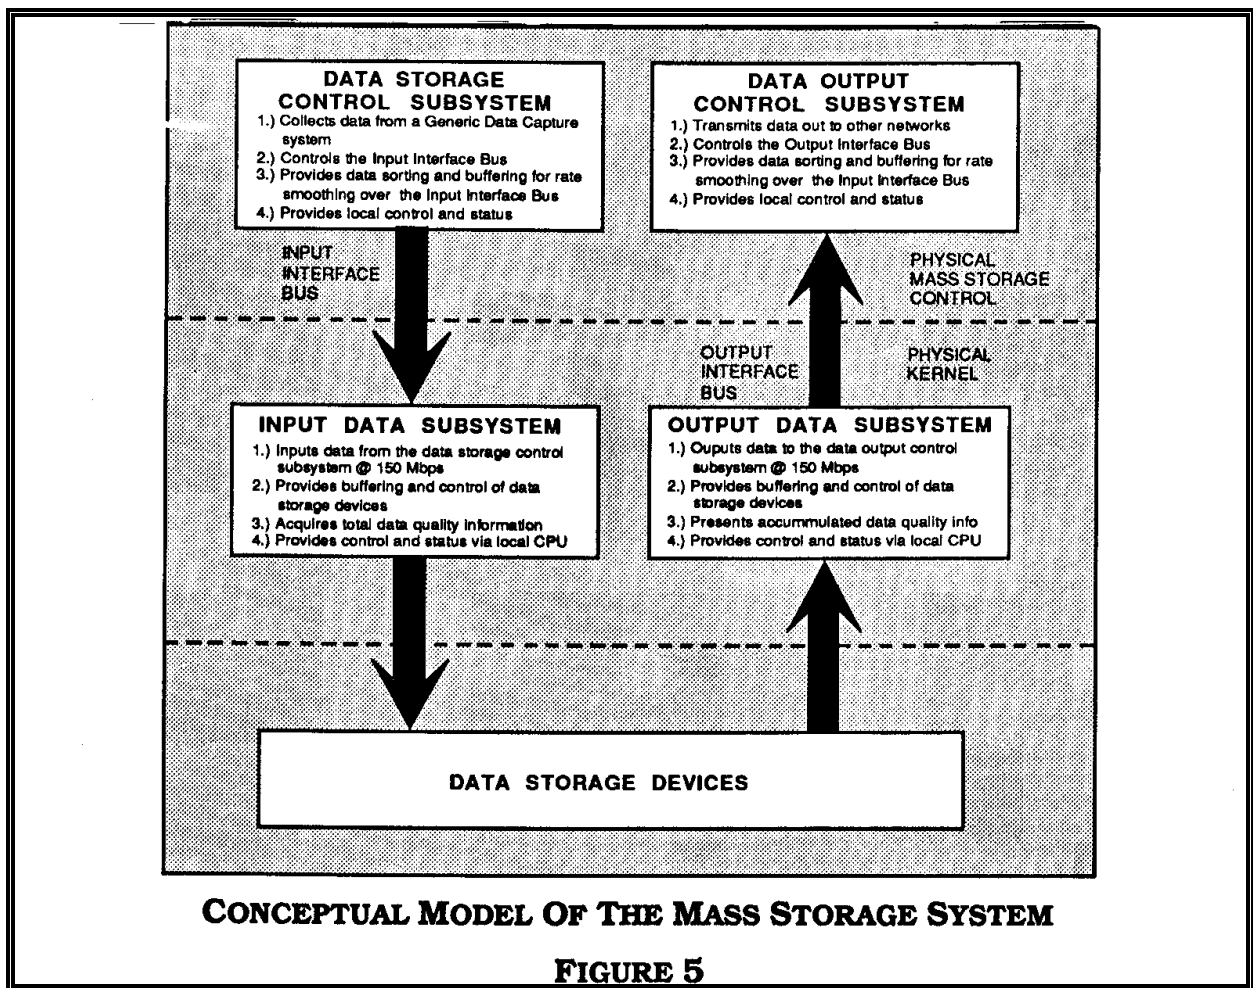 DATA STORAGE
CONTROL SUBSYSTEM
1.) Collects data from a Generic Data Capture
system
2.) Controls the Input Interface Bus
3.) Provides data sorting and buffering for rate
smoothing over the Input Interface Bus
4.) Provides local control and status
DATA OUTPUT
CONTROL SUBSYSTEM
1.) Transmits data out to other networks
2.) Controls the Output Interface Bus
3.) Provides data sorting and buffering for rate
smoothing over the Input Interface Bus
4.) Provides local control and status
INPUT
INTERFACE
BUS
PHYSICAL
MASS STORAGE
CONTROL
OUTPUT
INTERFACE
BUS
PHYSICAL
KERNEL
INPUT DATA SUBSYSTEM
1.) Inputs data from the data storage control
subsystem @ 150 Mbps
2.) Provides buffering and control of data
storage devices
3.) Acquires total data quality information
4.) Provides control and status via local CPU
OUTPUT DATA SUBSYSTEM
1.) Ouputs data to the data output control
subsystem @ 150 Mbps
2.) Provides buffering and control of data
storage devices
3.) Presents accummulated data quality info
4.) Provides control and status via local CPU
DATA STORAGE DEVICES
CONCEPTUAL MODEL OF THE MASS STORAGE SYSTEM
FIGURE 5